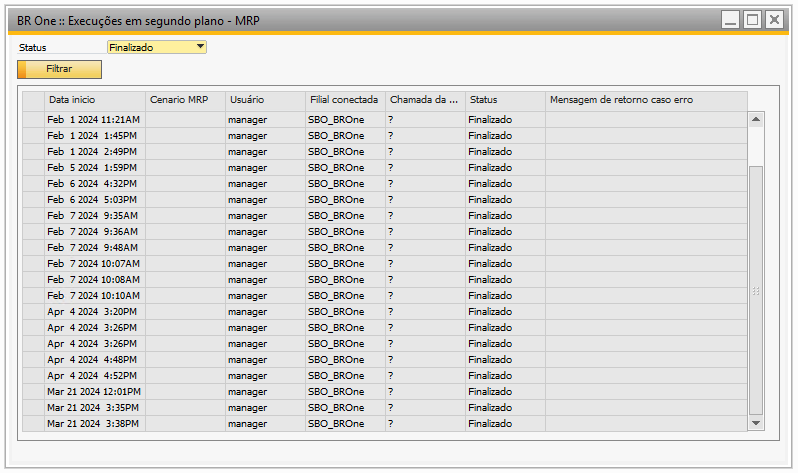 BR One :: Execuções em segundo plano - MRP
Status Finalizado
Filtrar
Data inicio Cenario MRP Usuário Filial conectada Chamada da ... Status Mensagem de retorno caso erro
Feb 1 2024 11:21AM manager SBO_BROne ? Finalizado
Feb 1 2024 1:45PM manager SBO_BROne ? Finalizado
Feb 1 2024 2:49PM manager SBO_BROne ? Finalizado
Feb 5 2024 1:59PM manager SBO_BROne ? Finalizado
Feb 6 2024 4:32PM manager SBO_BROne ? Finalizado
Feb 6 2024 5:03PM manager SBO_BROne ? Finalizado
Feb 7 2024 9:35AM manager SBO_BROne ? Finalizado
Feb 7 2024 9:36AM manager SBO_BROne ? Finalizado
Feb 7 2024 9:48AM manager SBO_BROne ? Finalizado
Feb 7 2024 10:07AM manager SBO_BROne ? Finalizado
Feb 7 2024 10:08AM manager SBO_BROne ? Finalizado
Feb 7 2024 10:10AM manager SBO_BROne ? Finalizado
Apr 4 2024 3:20PM manager SBO_BROne ? Finalizado
Apr 4 2024 3:26PM manager SBO_BROne ? Finalizado
Apr 4 2024 3:26PM manager SBO_BROne ? Finalizado
Apr 4 2024 4:48PM manager SBO_BROne ? Finalizado
Apr 4 2024 4:52PM manager SBO_BROne ? Finalizado
Mar 21 2024 12:01PM manager SBO_BROne ? Finalizado
Mar 21 2024 3:35PM manager SBO_BROne ? Finalizado
Mar 21 2024 3:38PM manager SBO_BROne ? Finalizado